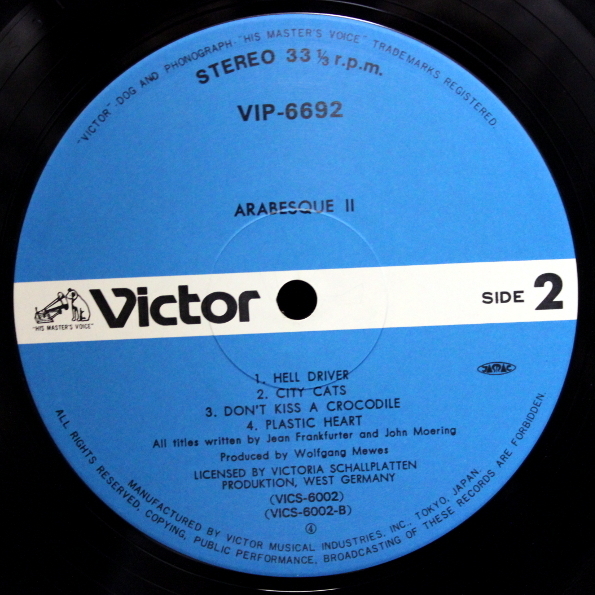 "VICTOR"·DOG AND PHONOGRAPH·"HIS MASTER'S VOICE" TRADEMARKS REGISTERED.
STEREO 33 ⅓ r.p.m.
VIP-6692
ARABESQUE II
"HIS MASTER'S VOICE"
Victor
SIDE 2
JASRAC
1. HELL DRIVER
2. CITY CATS
3. DON'T KISS A CROCODILE
4. PLASTIC HEART
All titles written by Jean Frankfurter and John Moering
Produced by Wolfgang Mewes
LICENSED BY VICTORIA SCHALLPLATTEN
PRODUKTION, WEST GERMANY
(VICS-6002)
(VICS-6002-B)
④
MANUFACTURED BY VICTOR MUSICAL INDUSTRIES, INC., TOKYO, JAPAN.
ALL RIGHTS RESERVED, COPYING, PUBLIC PERFORMANCE, BROADCASTING OF THESE RECORDS ARE FORBIDDEN.